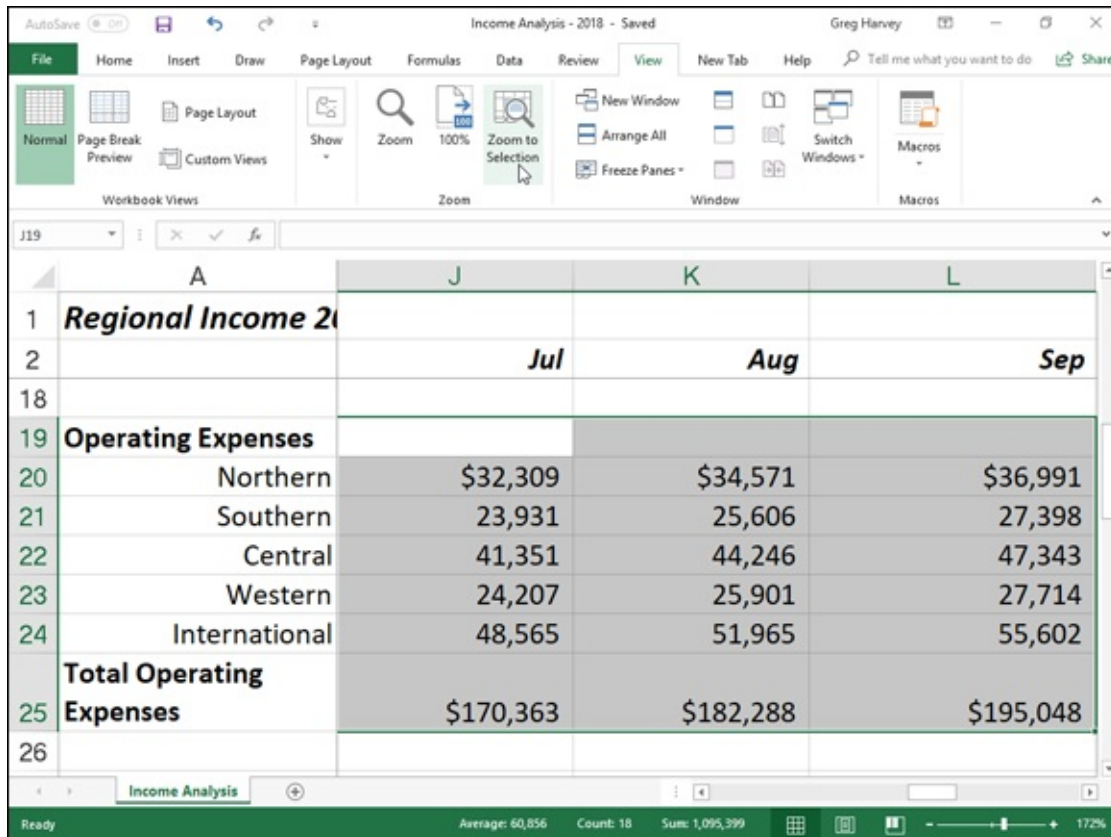 AutoSave Off Income Analysis - 2018 - Saved Greg Harvey
File Home Insert Draw Page Layout Formulas Data Review View New Tab Help Tell me what you want to do Share
Normal Page Break Preview Page Layout Custom Views Show Zoom 100 100% Zoom to Selection New Window Arrange All Freeze Panes Switch Windows Macros
Workbook Views Zoom Window Macros
J19 fx
A J K L
1 Regional Income 20
2 Jul Aug Sep
18
19 Operating Expenses
20 Northern $32,309 $34,571 $36,991
21 Southern 23,931 25,606 27,398
22 Central 41,351 44,246 47,343
23 Western 24,207 25,901 27,714
24 International 48,565 51,965 55,602
Total Operating
25 Expenses $170,363 $182,288 $195,048
26
Income Analysis
Ready Average: 60,856 Count: 18 Sum: 1,095,399 172%